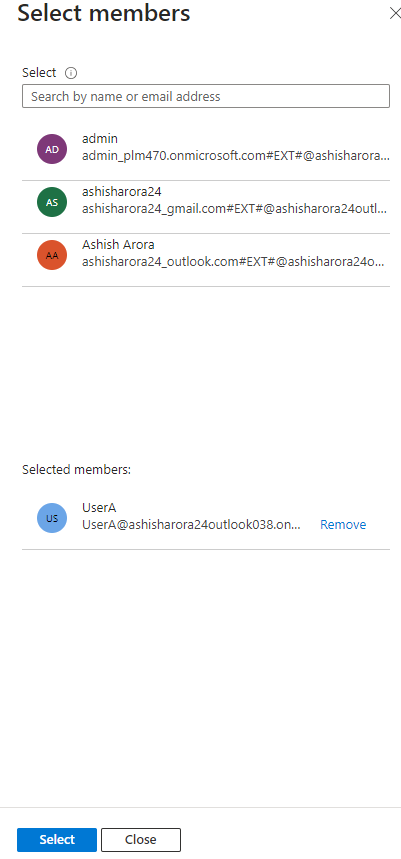 Select members
Select
Search by name or email address
AD
admin
admin_plm470.onmicrosoft.com#EXT#@ashisharora...
AS
ashisharora24
ashisharora24_gmail.com#EXT#@ashisharora24outl...
AA
Ashish Arora
ashisharora24_outlook.com#EXT#@ashisharora24o...
Selected members:
US
UserA
UserA@ashisharora24outlook038.on...
Remove
Select
Close